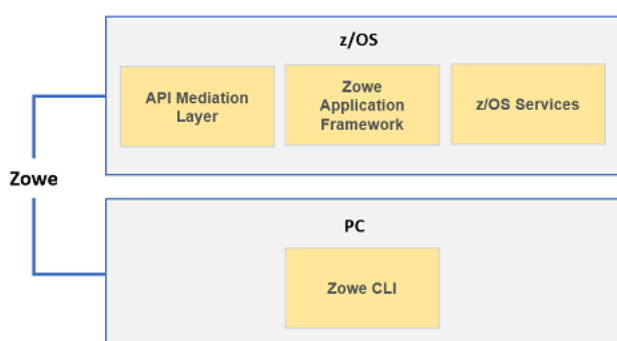 z/OS
API Mediation
Layer
Zowe
Application
Framework
z/OS Services
Zowe
PC
Zowe CLI